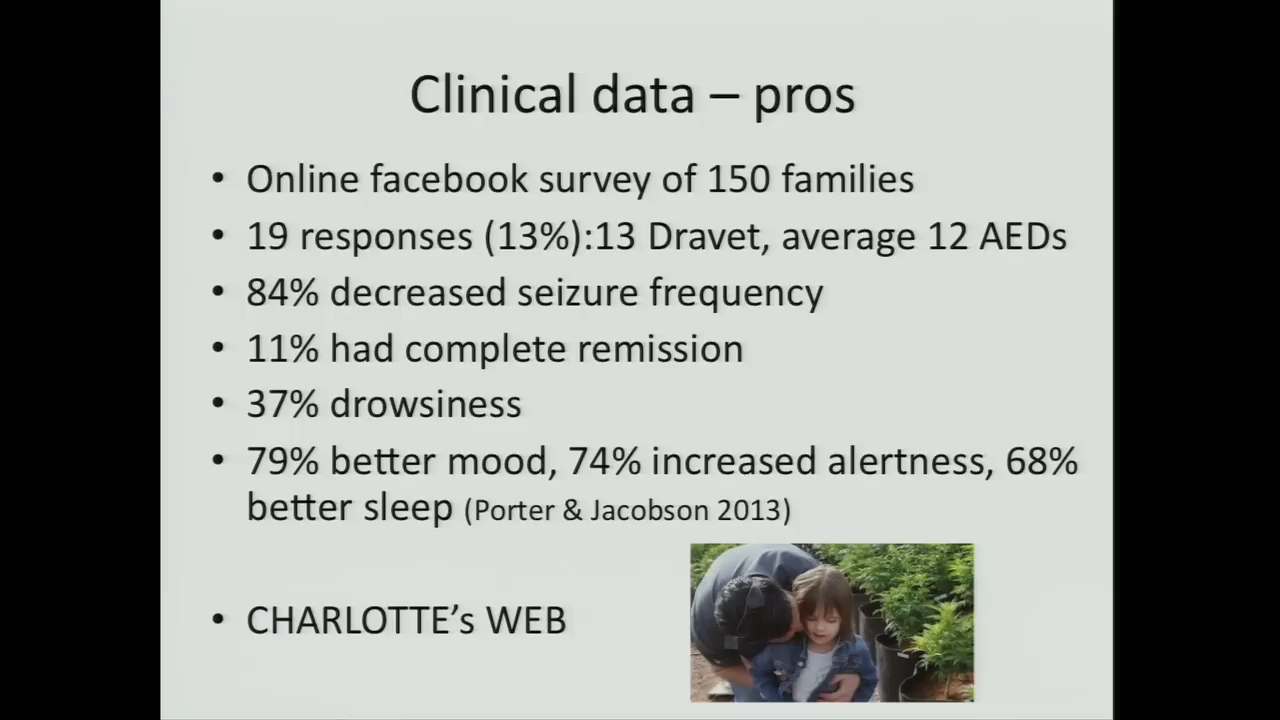 Clinical data – pros
• Online facebook survey of 150 families
• 19 responses (13%):13 Dravet, average 12 AEDs
• 84% decreased seizure frequency
• 11% had complete remission
• 37% drowsiness
• 79% better mood, 74% increased alertness, 68%
better sleep (Porter & Jacobson 2013)
• CHARLOTTE’s WEB